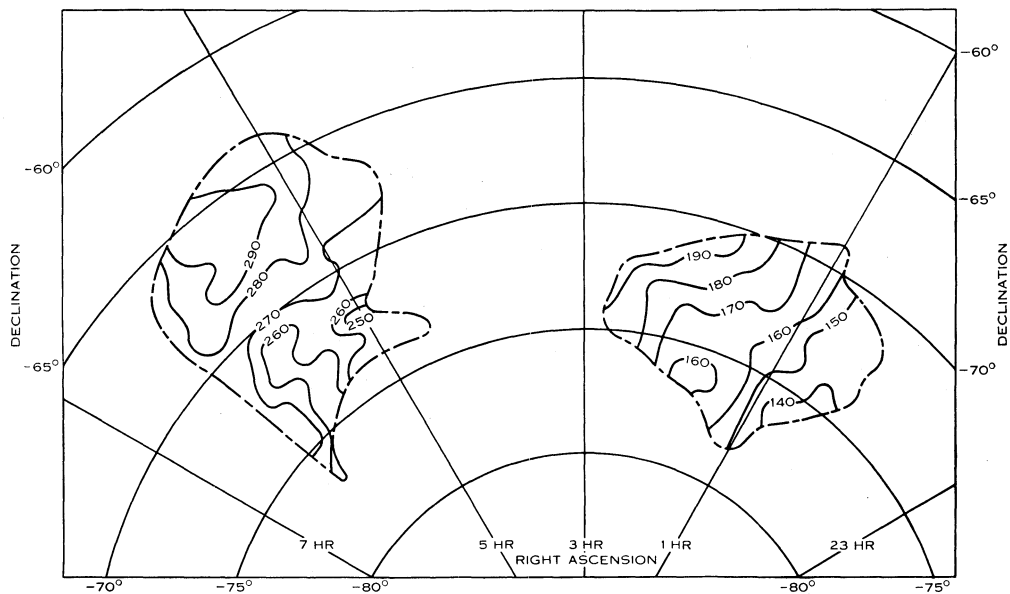 -60°
-65°
-60°
-65°
-70°
DECLINATION
DECLINATION
290
280
270
260
260
250
190
180
170
160
150
160
140
7 HR
5 HR
3 HR
1 HR
23 HR
RIGHT ASCENSION
-70°
-75°
-80°
-80°
-75°